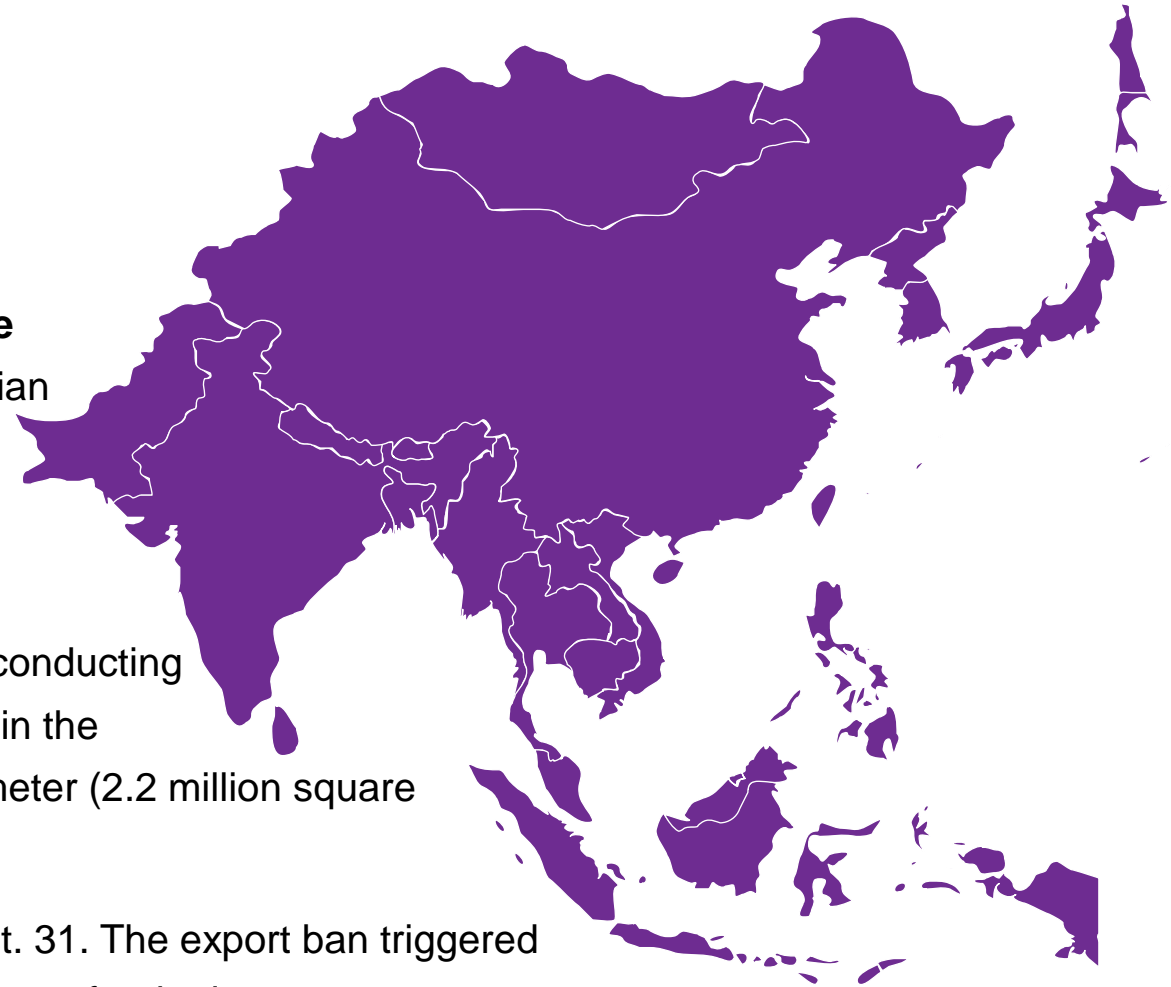 e
ian
conducting
in the
neter (2.2 million square
t. 31. The export ban triggered